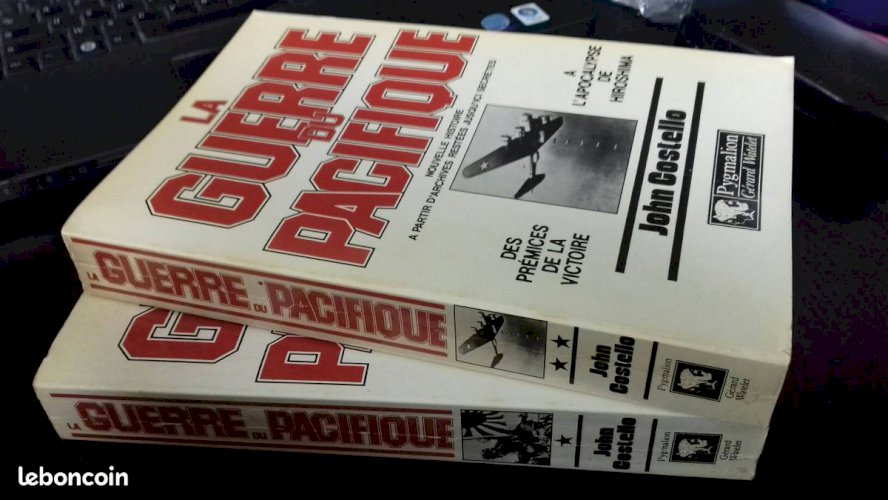 LA
GUERRE
DU
PACIFIQUE
NOUVELLE HISTOIRE
A PARTIR D'ARCHIVES RESTÉES JUSQU'ICI SECRÈTES
DES
PRÉMICES
DE LA
VICTOIRE
A
L'APOCALYPSE
DE
HIROSHIMA
John Costello
Pygmalion
Gérard Watelet
LA GUERRE DU PACIFIQUE
John
Costello
Pygmalion
Gérard
Watelet
GU
P
LA GUERRE DU PACIFIQUE
John
Costello
Pygmalion
Gérard
Watelet
leboncoin